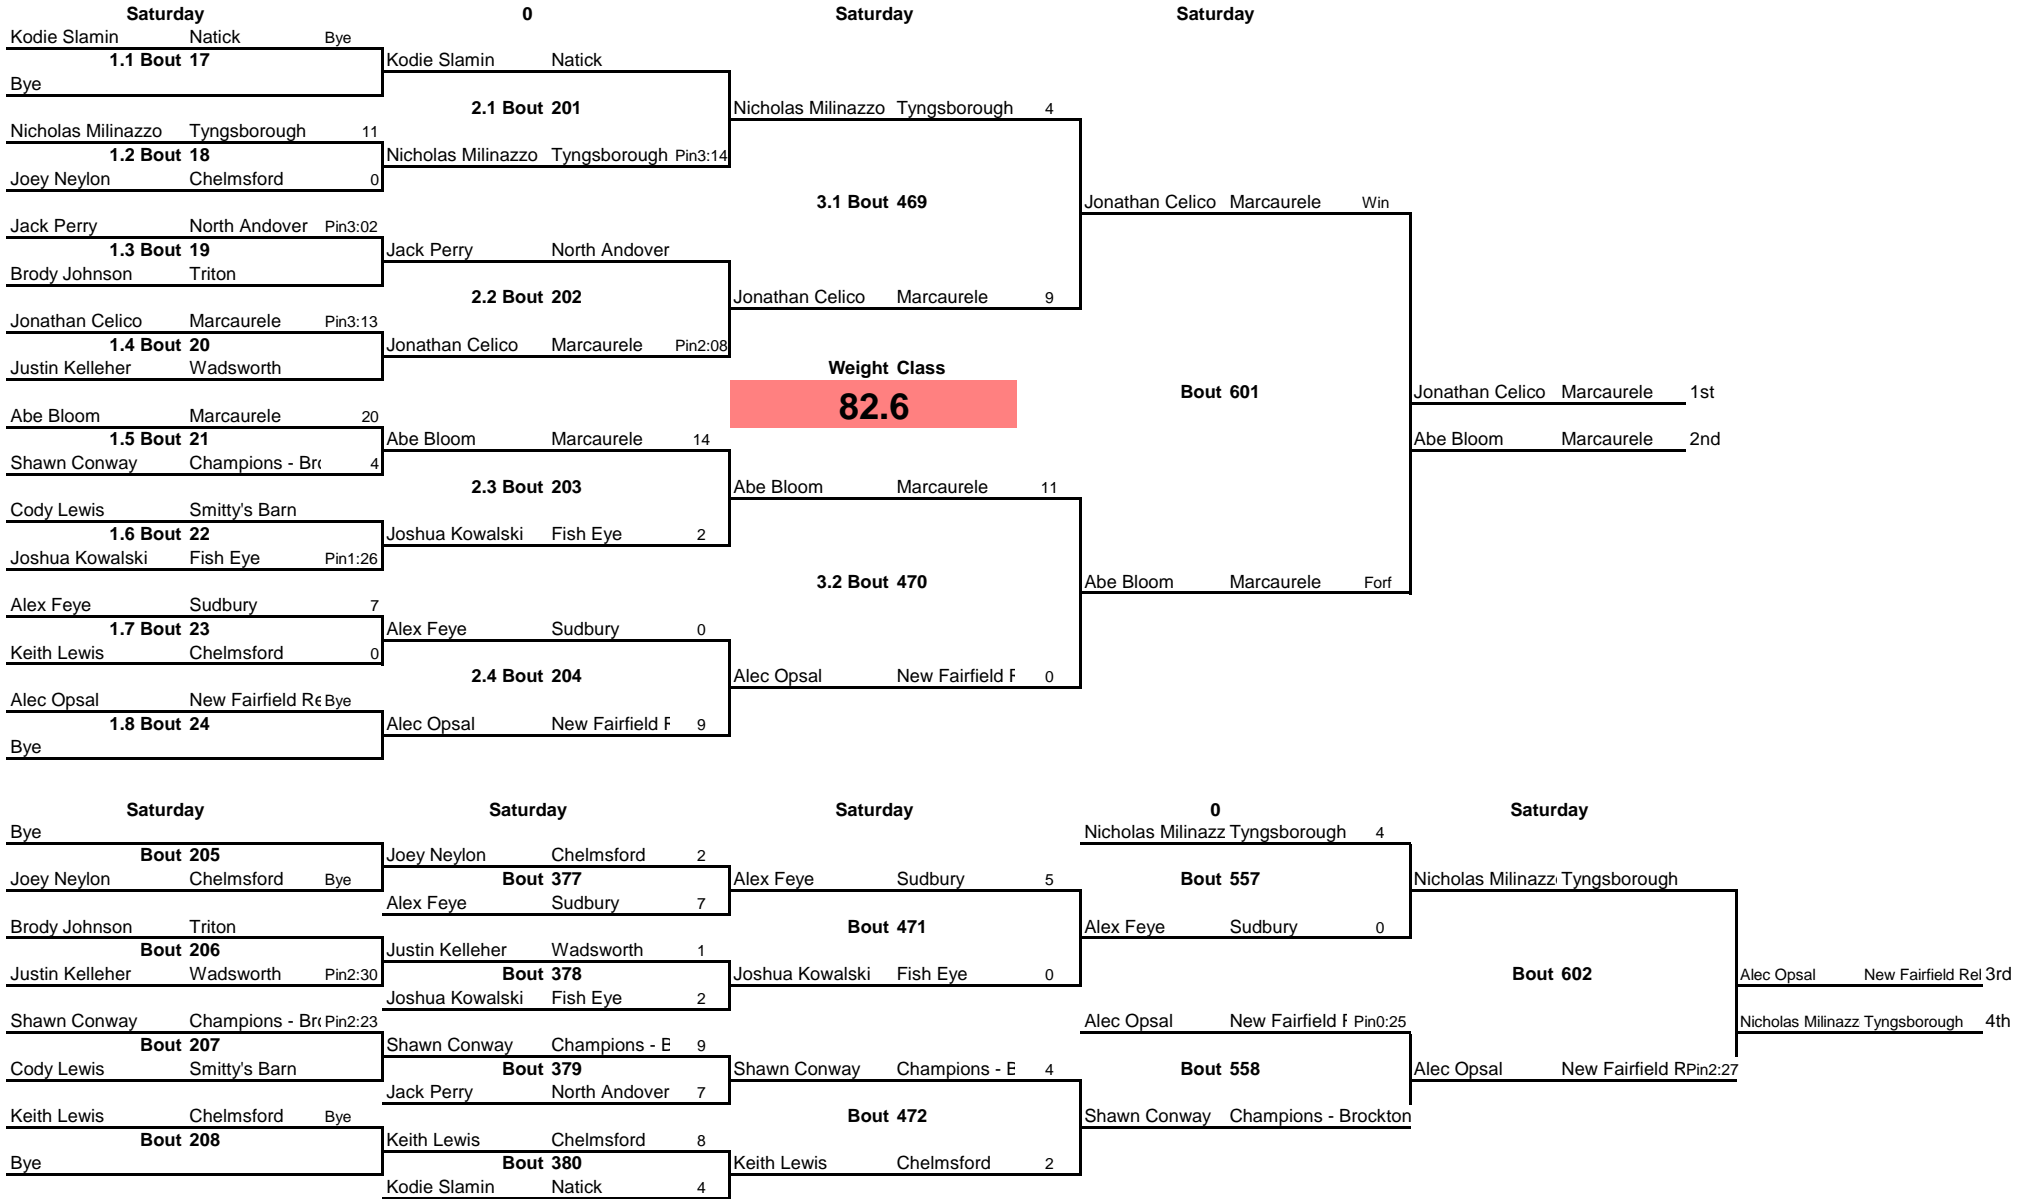 Saturday 0 Saturday Saturday
Kodie Slamin Natick Bye
1.1 Bout 17 Kodie Slamin Natick
Bye
2.1 Bout 201 Nicholas Milinazzo Tyngsborough 4
Nicholas Milinazzo Tyngsborough 11
1.2 Bout 18 Nicholas Milinazzo Tyngsborough Pin3:14
Joey Neylon Chelmsford 0
3.1 Bout 469 Jonathan Celico Marcaurele Win
Jack Perry North Andover Pin3:02
1.3 Bout 19 Jack Perry North Andover
Brody Johnson Triton
2.2 Bout 202 Jonathan Celico Marcaurele 9
Jonathan Celico Marcaurele Pin3:13
1.4 Bout 20 Jonathan Celico Marcaurele Pin2:08
Justin Kelleher Wadsworth Weight Class
Bout 601 Jonathan Celico Marcaurele 1st
82.6
Abe Bloom Marcaurele 20
1.5 Bout 21 Abe Bloom Marcaurele 14 Abe Bloom Marcaurele 2nd
Shawn Conway Champions - Bro 4
2.3 Bout 203 Abe Bloom Marcaurele 11
Cody Lewis Smitty's Barn
1.6 Bout 22 Joshua Kowalski Fish Eye 2
Joshua Kowalski Fish Eye Pin1:26
3.2 Bout 470 Abe Bloom Marcaurele Forf
Alex Feye Sudbury 7
1.7 Bout 23 Alex Feye Sudbury 0
Keith Lewis Chelmsford 0
2.4 Bout 204 Alec Opsal New Fairfield R 0
Alec Opsal New Fairfield Re Bye
1.8 Bout 24 Alec Opsal New Fairfield R 9
Bye
Saturday Saturday Saturday 0 Saturday
Bye Nicholas Milinazz Tyngsborough 4
Bout 205 Joey Neylon Chelmsford 2
Joey Neylon Chelmsford Bye Bout 377 Alex Feye Sudbury 5 Bout 557 Nicholas Milinazz Tyngsborough
Alex Feye Sudbury 7
Brody Johnson Triton Bout 471 Alex Feye Sudbury 0
Bout 206 Justin Kelleher Wadsworth 1
Justin Kelleher Wadsworth Pin2:30 Bout 378 Joshua Kowalski Fish Eye 0 Bout 602 Alec Opsal New Fairfield Rel 3rd
Joshua Kowalski Fish Eye 2
Shawn Conway Champions - Bro Pin2:23 Alec Opsal New Fairfield R Pin0:25 Nicholas Milinazz Tyngsborough 4th
Bout 207 Shawn Conway Champions - B 9
Cody Lewis Smitty's Barn Bout 379 Shawn Conway Champions - B 4 Bout 558 Alec Opsal New Fairfield R Pin2:27
Jack Perry North Andover 7
Keith Lewis Chelmsford Bye Bout 472 Shawn Conway Champions - Brockton
Bout 208 Keith Lewis Chelmsford 8
Bye Bout 380 Keith Lewis Chelmsford 2
Kodie Slamin Natick 4